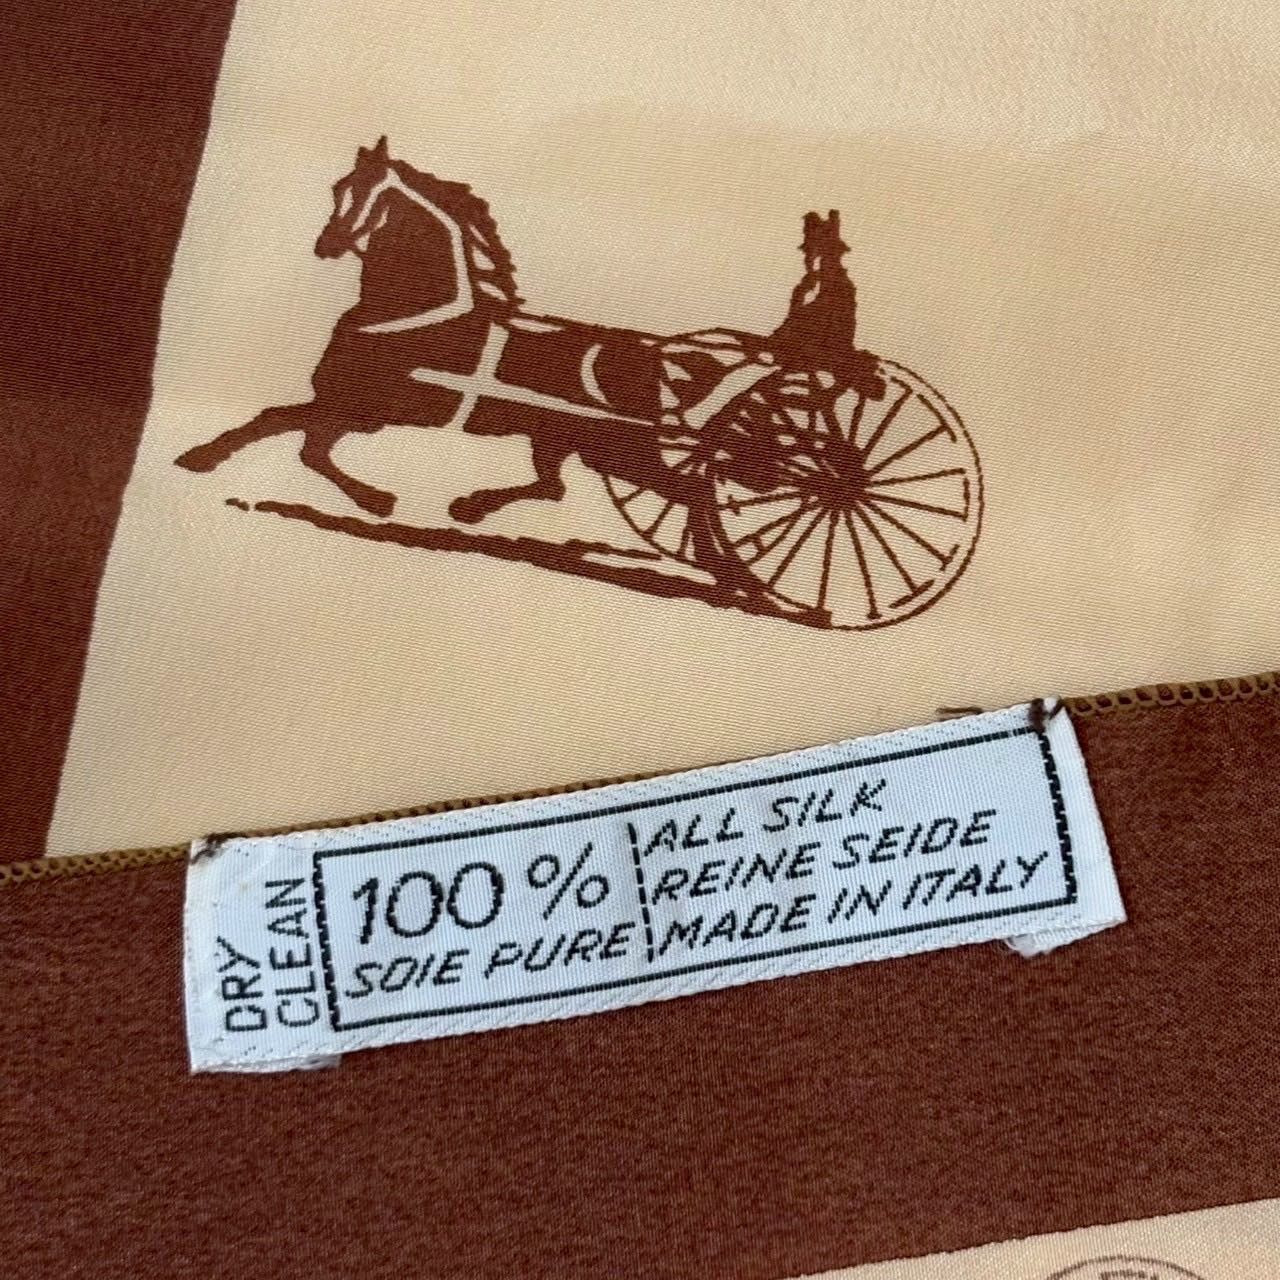 DRY
CLEAN
100%
SOIE PURE
ALL SILK
REINE SEIDE
MADE IN ITALY